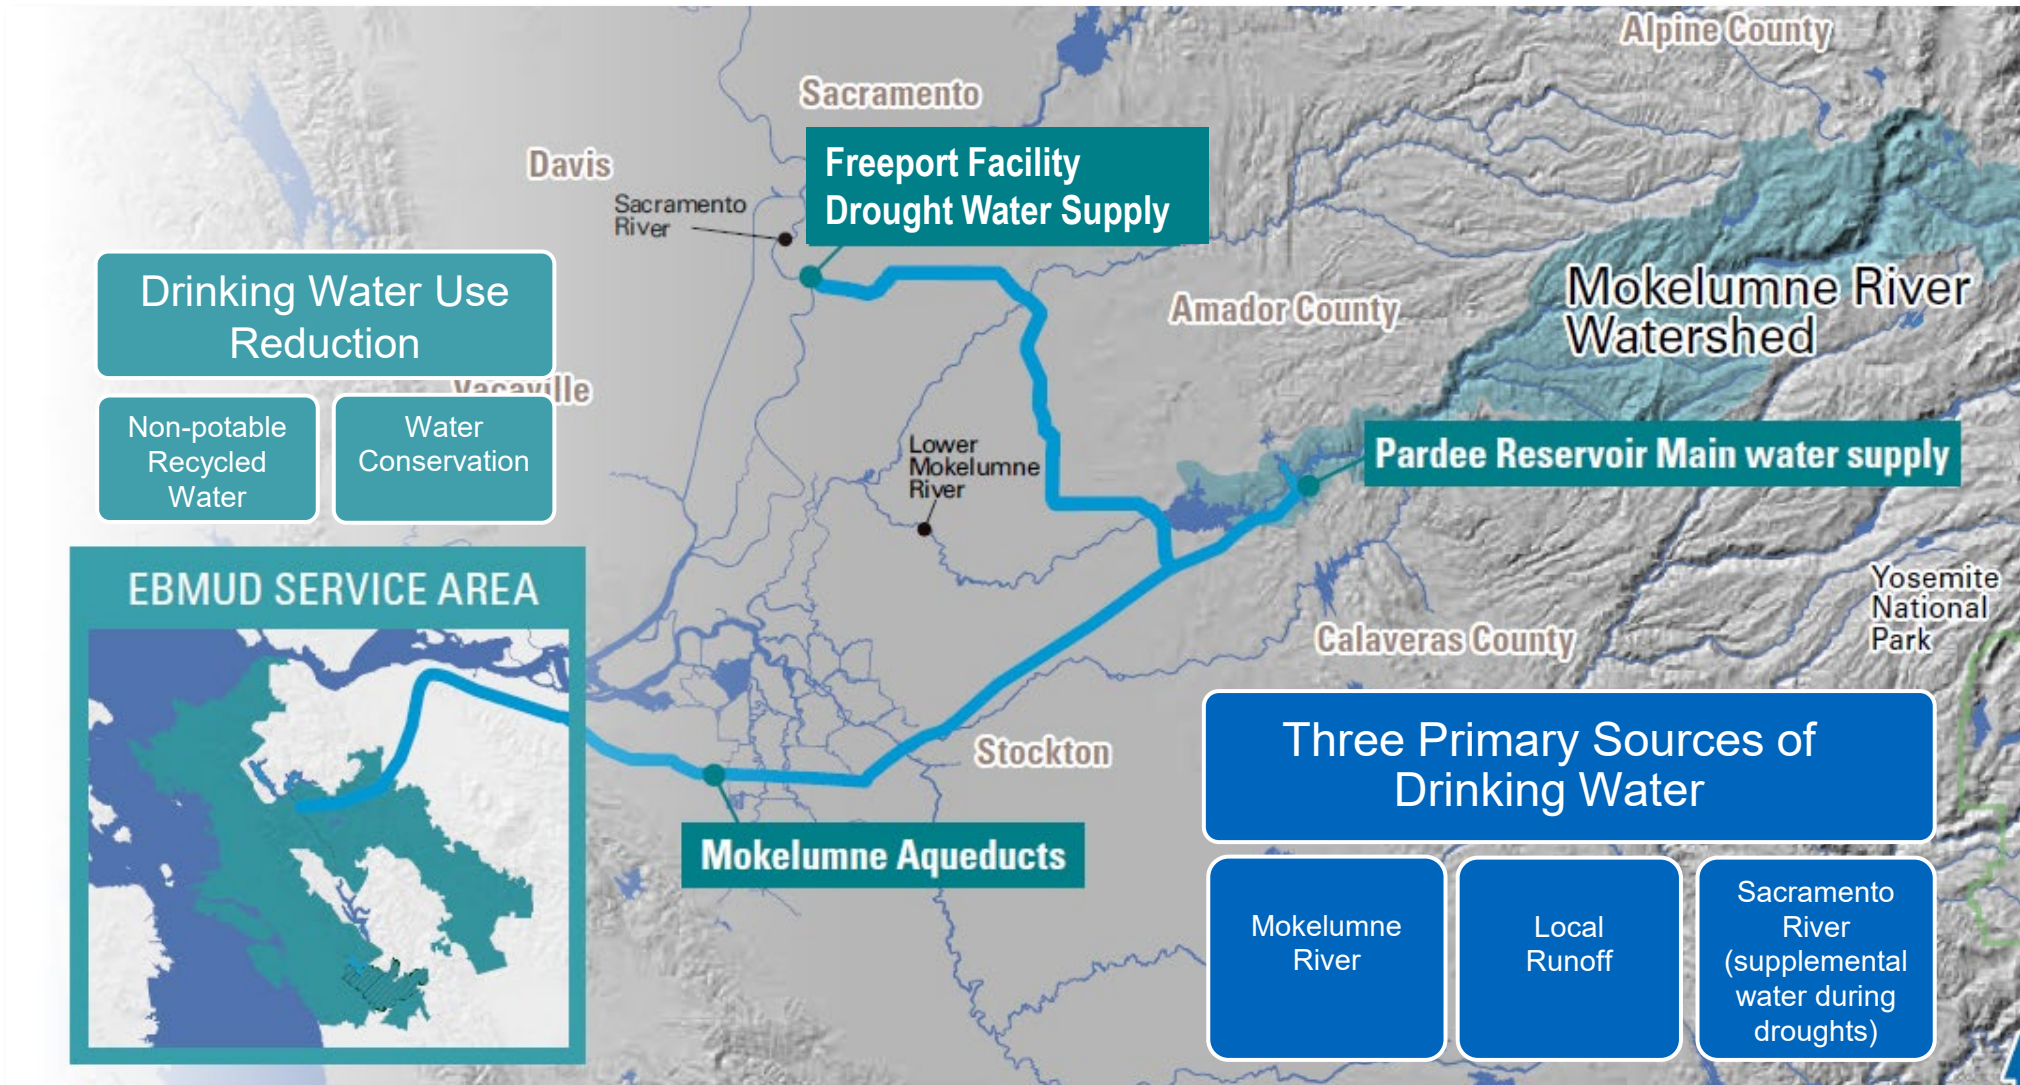 Alpine County
Sacramento
Davis
Freeport Facility
Drought Water Supply
Sacramento
River
Drinking Water Use
Reduction
Mokelumne River
Watershed
Amador County
Vacaville
Non-potable
Recycled
Water
Water
Conservation
Lower
Mokelumne
River
Pardee Reservoir Main water supply
EBMUD SERVICE AREA
Yosemite
National
Park
Calaveras County
Stockton
Three Primary Sources of
Drinking Water
Mokelumne Aqueducts
Mokelumne
River
Local
Runoff
Sacramento
River
(supplemental
water during
droughts)